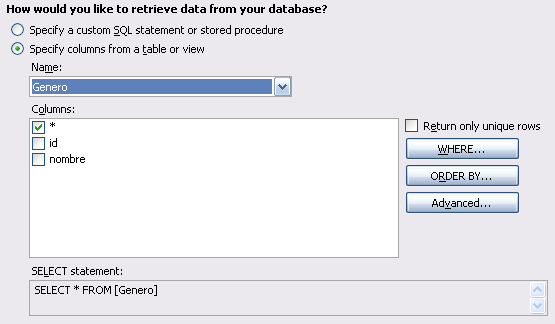 How would you like to retrieve data from your database?
Specify a custom SQL statement or stored procedure
Specify columns from a table or view
Name:
Genero
Columns:
*
id
nombre
Return only unique rows
WHERE...
ORDER BY...
Advanced...
SELECT statement:
SELECT * FROM [Genero]